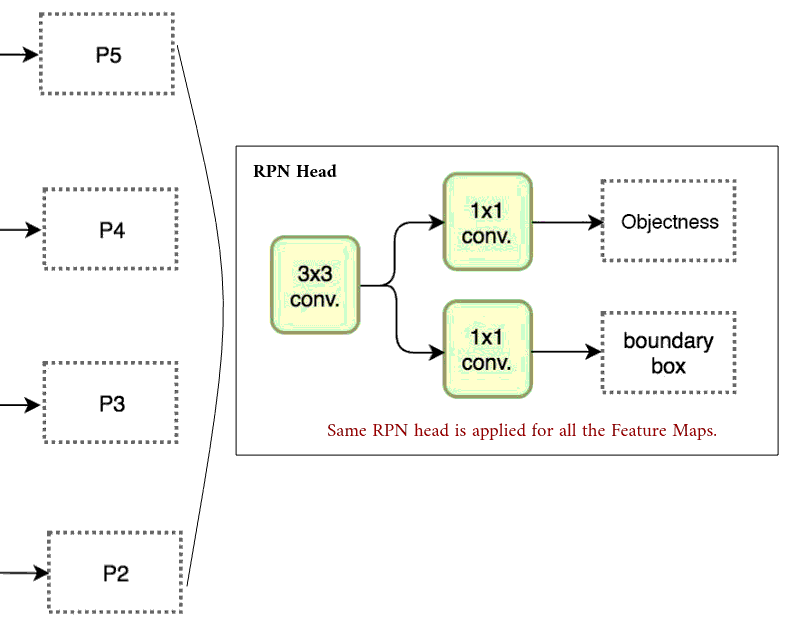 P5
P4
P3
P2
RPN Head
3x3
conv.
1x1
conv.
Objectness
1x1
conv.
boundary
box
Same RPN head is applied for all the Feature Maps.